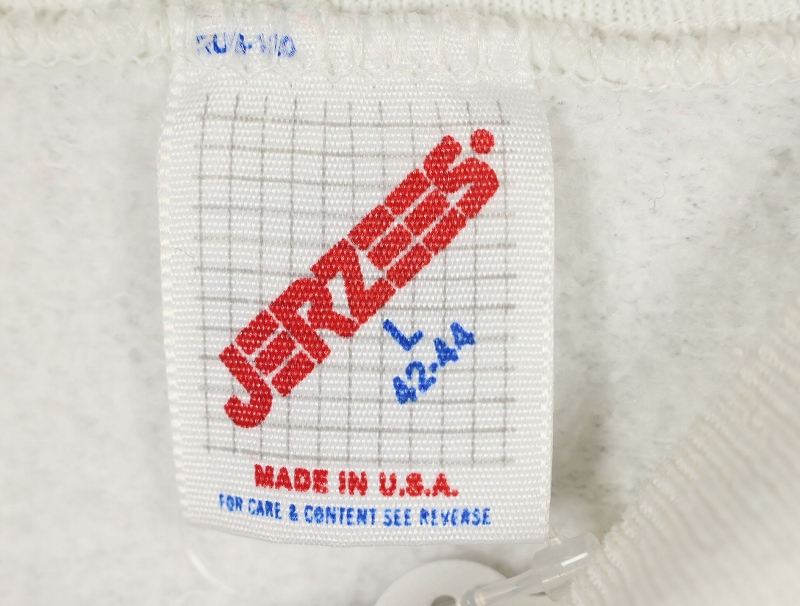 JERZEES
L
42-44
MADE IN U.S.A.
FOR CARE & CONTENT SEE REVERSE